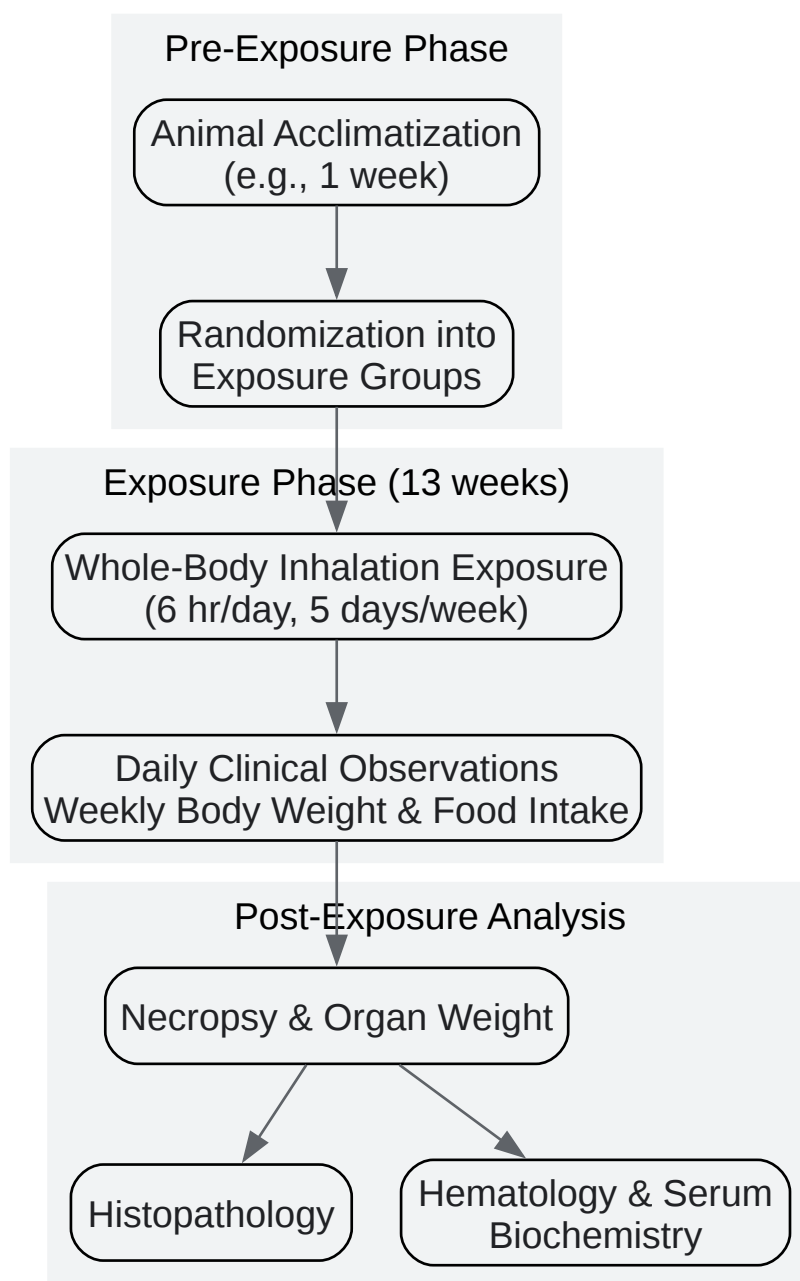 Pre-Exposure Phase
Animal Acclimatization
(e.g., 1 week)
Randomization into
Exposure Groups
Exposure Phase (13 weeks)
Whole-Body Inhalation Exposure
(6 hr/day, 5 days/week)
Daily Clinical Observations
Weekly Body Weight & Food Intake
Post-Exposure Analysis
Necropsy & Organ Weight
Histopathology
Hematology & Serum
Biochemistry